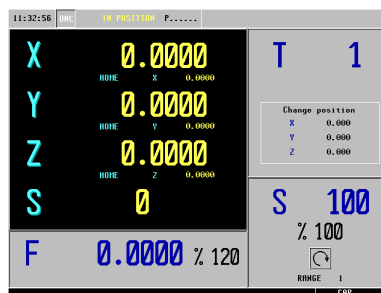 11:32:56 DNC IN POSITION P......
X 0.0000
HOME X 0.0000
Y 0.0000
HOME Y 0.0000
Z 0.0000
HOME Z 0.0000
S 0
F 0.0000 % 120
T 1
Change position
X 0.000
Y 0.000
Z 0.000
S 100
% 100
RANGE 1
CAP